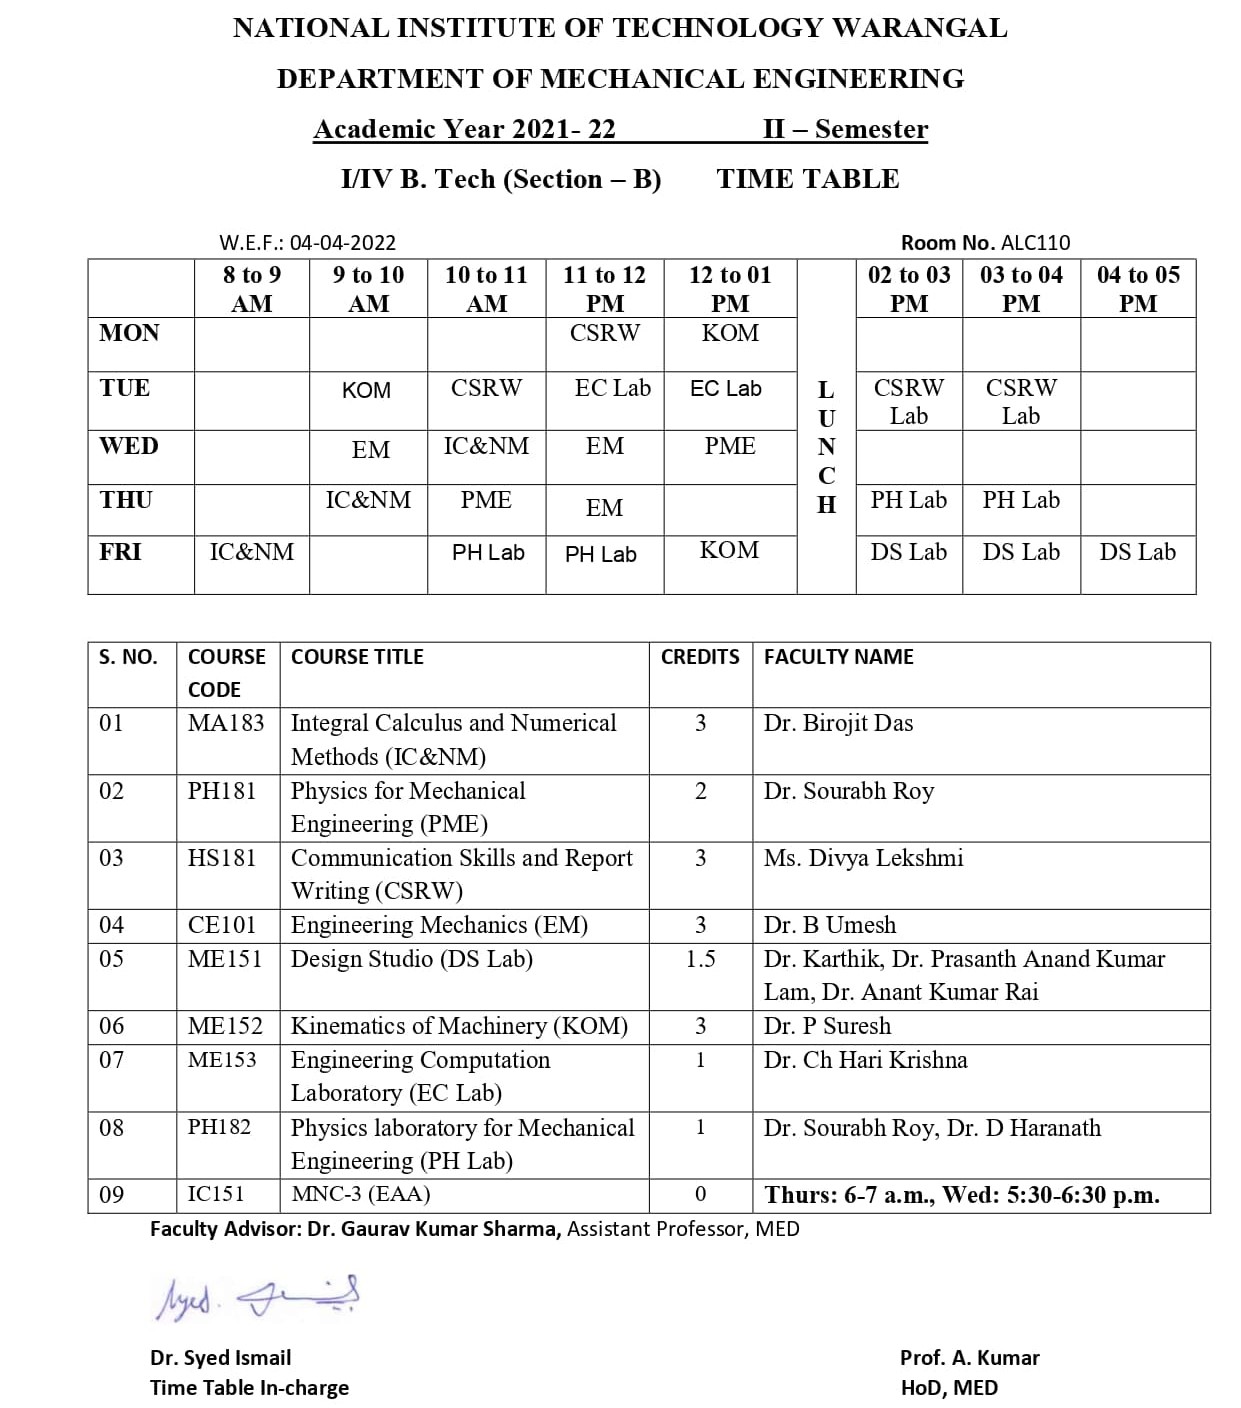 NATIONAL INSTITUTE OF TECHNOLOGY WARANGAL
DEPARTMENT OF MECHANICAL ENGINEERING
Academic Year 2021- 22 II – Semester
I/IV B. Tech (Section – B) TIME TABLE
W.E.F.: 04-04-2022 Room No. ALC110
8 to 9 9 to 10 10 to 11 11 to 12 12 to 01 02 to 03 03 to 04 04 to 05
AM AM AM PM PM PM PM PM
MON CSRW KOM
TUE KOM CSRW EC Lab EC Lab L CSRW CSRW
U Lab Lab
WED EM IC&NM EM PME N
C
THU IC&NM PME EM H PH Lab PH Lab
FRI IC&NM PH Lab PH Lab KOM DS Lab DS Lab DS Lab
S. NO. COURSE COURSE TITLE CREDITS FACULTY NAME
CODE
01 MA183 Integral Calculus and Numerical 3 Dr. Birojit Das
Methods (IC&NM)
02 PH181 Physics for Mechanical 2 Dr. Sourabh Roy
Engineering (PME)
03 HS181 Communication Skills and Report 3 Ms. Divya Lekshmi
Writing (CSRW)
04 CE101 Engineering Mechanics (EM) 3 Dr. B Umesh
05 ME151 Design Studio (DS Lab) 1.5 Dr. Karthik, Dr. Prasanth Anand Kumar
Lam, Dr. Anant Kumar Rai
06 ME152 Kinematics of Machinery (KOM) 3 Dr. P Suresh
07 ME153 Engineering Computation 1 Dr. Ch Hari Krishna
Laboratory (EC Lab)
08 PH182 Physics laboratory for Mechanical 1 Dr. Sourabh Roy, Dr. D Haranath
Engineering (PH Lab)
09 IC151 MNC-3 (EAA) 0 Thurs: 6-7 a.m., Wed: 5:30-6:30 p.m.
Faculty Advisor: Dr. Gaurav Kumar Sharma, Assistant Professor, MED
Syed.
Dr. Syed Ismail Prof. A. Kumar
Time Table In-charge HoD, MED